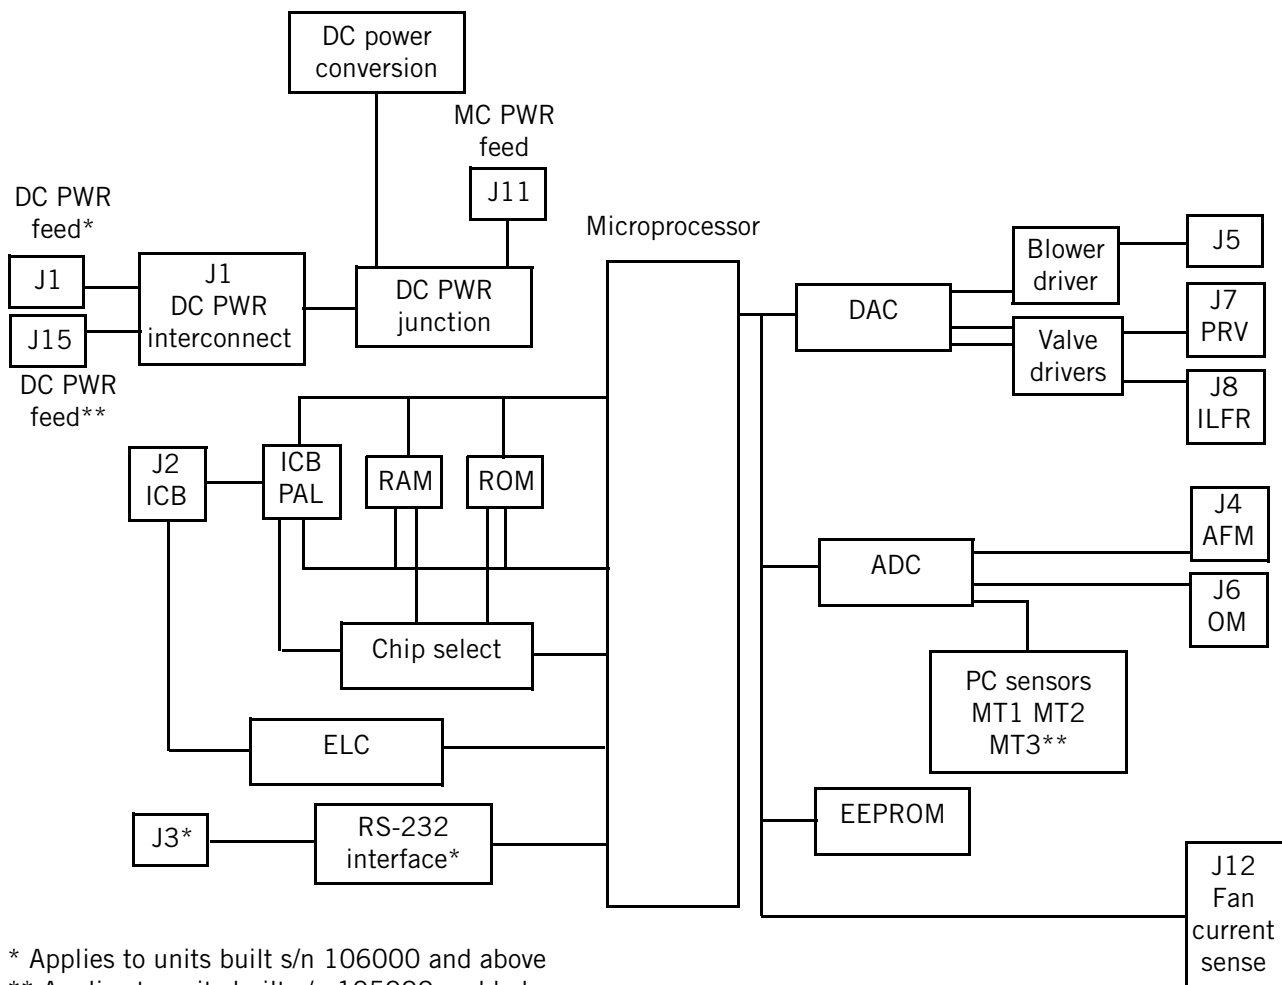 DC power
conversion
MC PWR
feed
J11
DC PWR
feed*
J1
J15
DC PWR
feed**
J1
DC PWR
interconnect
DC PWR
junction
Microprocessor
J2
ICB
ICB
PAL
RAM
ROM
Chip select
ELC
J3*
RS-232
interface*
DAC
Blower
driver
Valve
drivers
J5
J7
PRV
J8
ILFR
ADC
J4
AFM
J6
OM
PC sensors
MT1 MT2
MT3**
EEPROM
J12
Fan
current
sense
* Applies to units built s/n 106000 and above